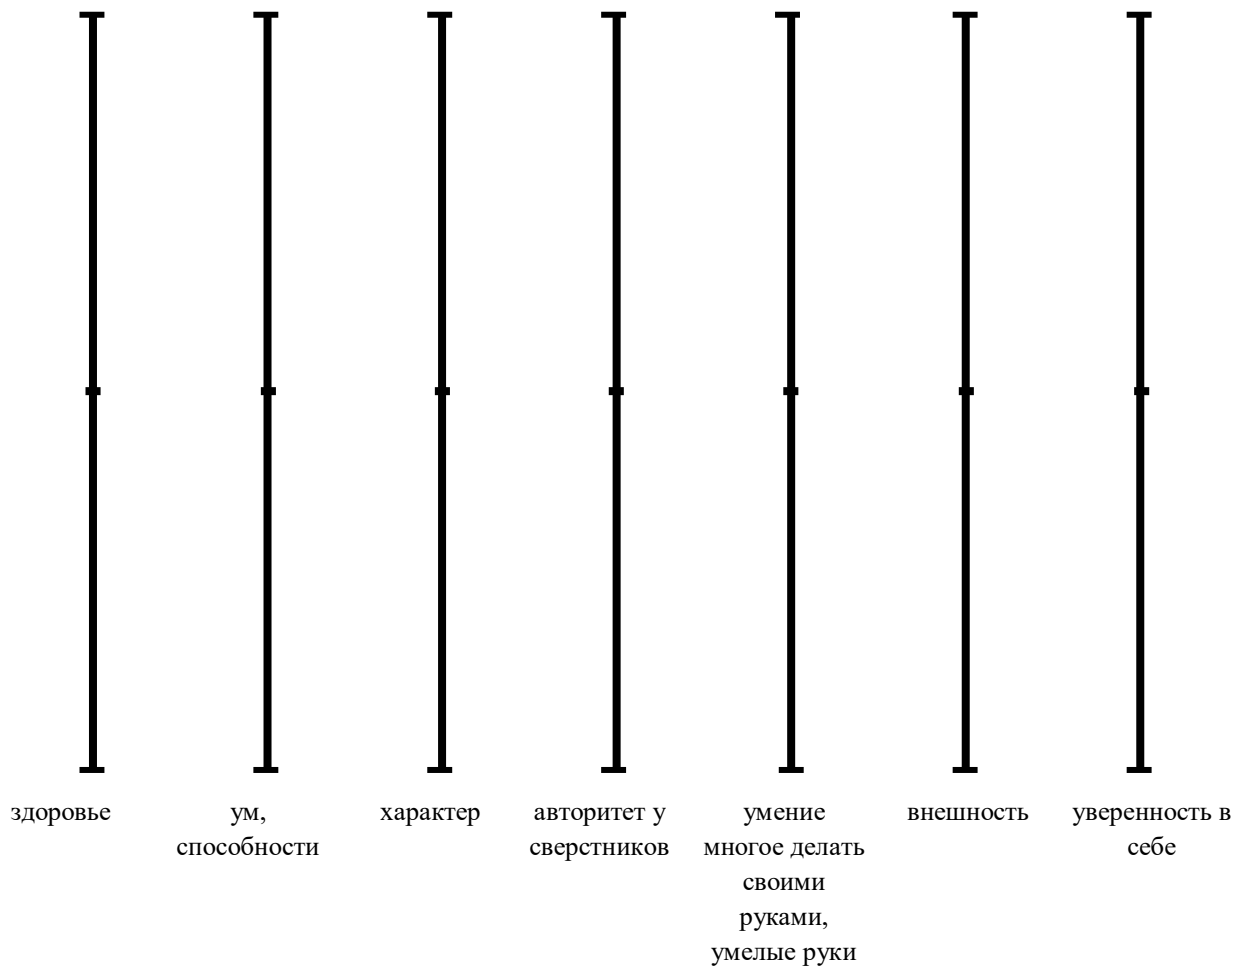 здоровье
ум,
способности
характер
авторитет у
сверстников
умение
многое делать
своими
руками,
умелые руки
внешность
уверенность в
себе